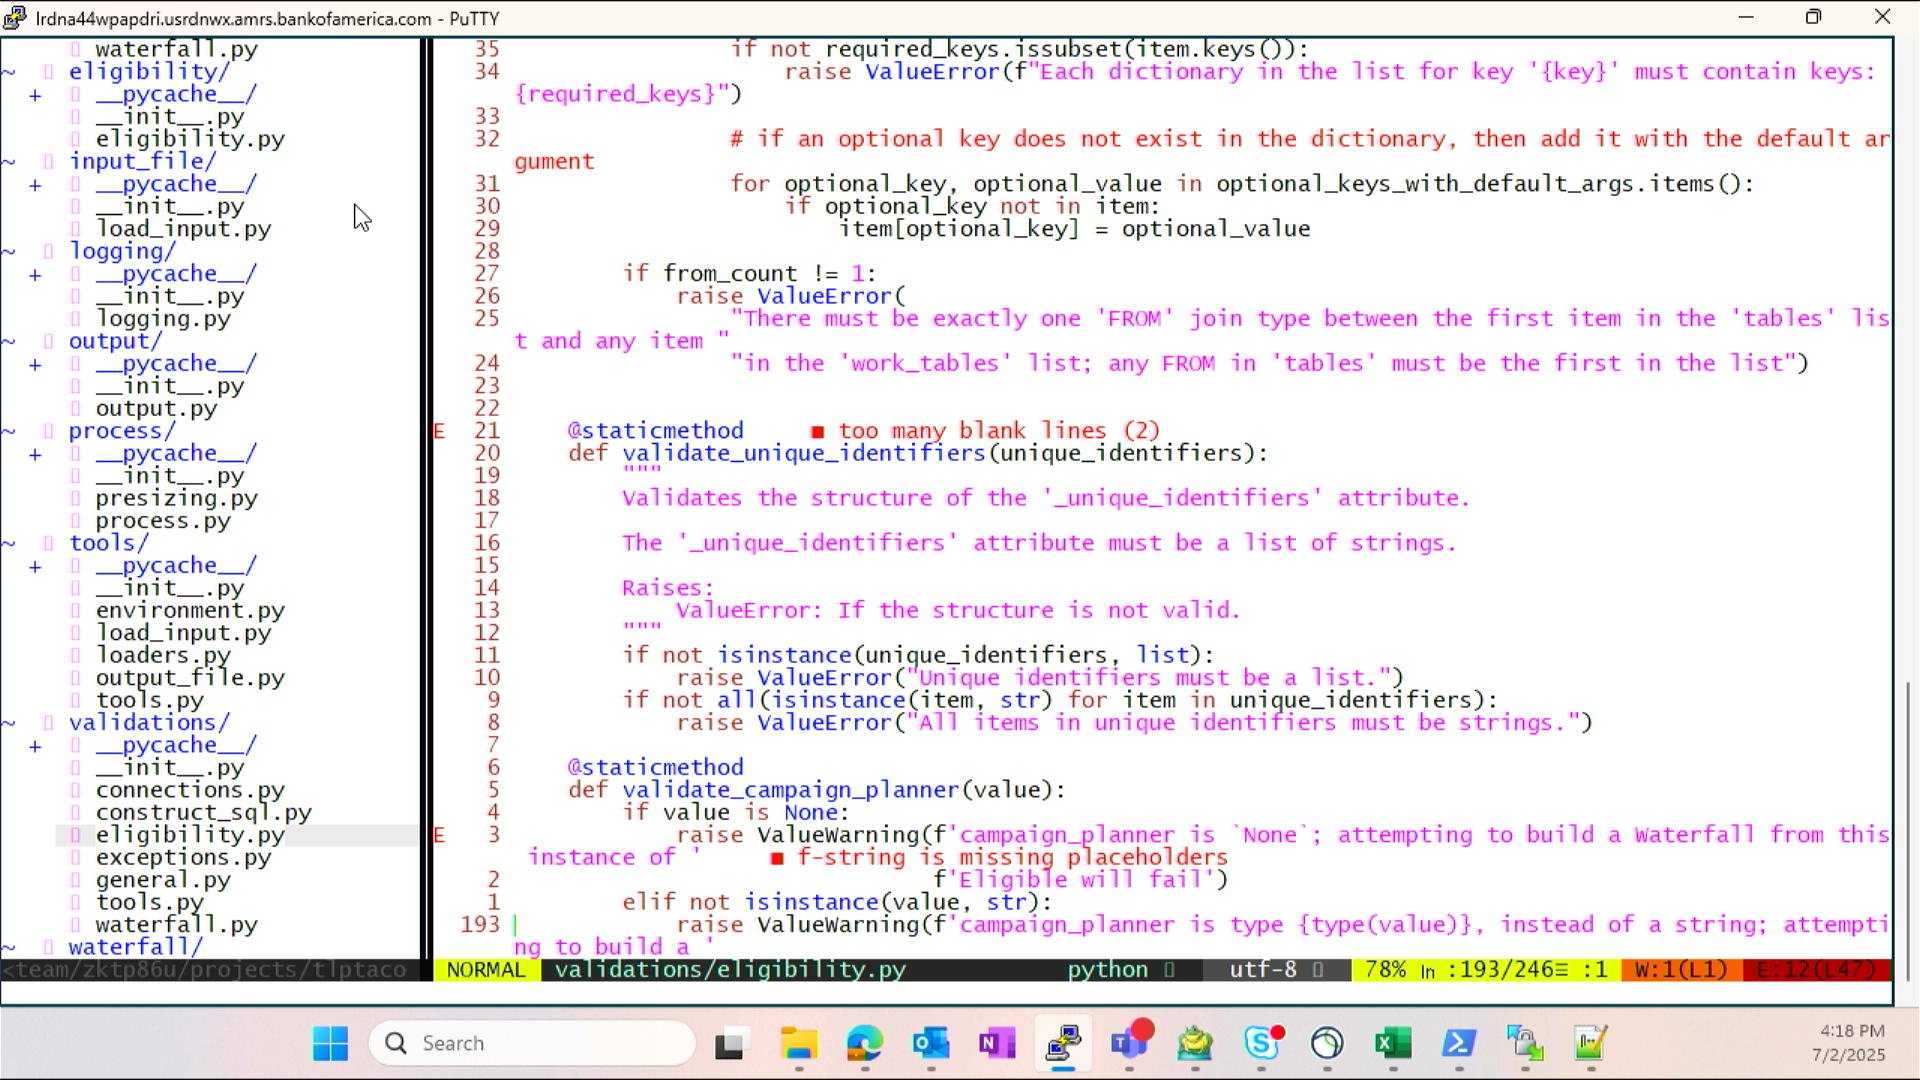 lrdna44wpapdri.usrdnwx.amrs.bankofamerica.com - PuTTY
waterfall.py
~ eligibility/
+ __pycache__/
__init__.py
eligibility.py
~ input_file/
+ __pycache__/
__init__.py
load_input.py
~ logging/
+ __pycache__/
__init__.py
logging.py
~ output/
+ __pycache__/
__init__.py
output.py
~ process/
+ __pycache__/
__init__.py
presizing.py
process.py
~ tools/
+ __pycache__/
__init__.py
environment.py
load_input.py
loaders.py
output_file.py
tools.py
~ validations/
+ __pycache__/
__init__.py
connections.py
construct_sql.py
eligibility.py
exceptions.py
general.py
tools.py
waterfall.py
~ waterfall/
<team/zktp86u/projects/tlptaco
35 if not required_keys.issubset(item.keys()):
34 raise ValueError(f"Each dictionary in the list for key '{key}' must contain keys:
{required_keys}")
33
32 # if an optional key does not exist in the dictionary, then add it with the default ar
gument
31 for optional_key, optional_value in optional_keys_with_default_args.items():
30 if optional_key not in item:
29 item[optional_key] = optional_value
28
27 if from_count != 1:
26 raise ValueError(
25 "There must be exactly one 'FROM' join type between the first item in the 'tables' lis
t and any item "
24 "in the 'work_tables' list; any FROM in 'tables' must be the first in the list")
23
22
E 21 @staticmethod ■ too many blank lines (2)
20 def validate_unique_identifiers(unique_identifiers):
19 """
18 Validates the structure of the '_unique_identifiers' attribute.
17
16 The '_unique_identifiers' attribute must be a list of strings.
15
14 Raises:
13 ValueError: If the structure is not valid.
12 """
11 if not isinstance(unique_identifiers, list):
10 raise ValueError("Unique identifiers must be a list.")
9 if not all(isinstance(item, str) for item in unique_identifiers):
8 raise ValueError("All items in unique identifiers must be strings.")
7
6 @staticmethod
5 def validate_campaign_planner(value):
4 if value is None:
E 3 raise ValueWarning(f'campaign_planner is `None`; attempting to build a Waterfall from this
instance of ' ■ f-string is missing placeholders
2 f'Eligible will fail')
1 elif not isinstance(value, str):
193 raise ValueWarning(f'campaign_planner is type {type(value)}, instead of a string; attempti
ng to build a '
NORMAL validations/eligibility.py python utf-8 78% ln :193/246≡ :1 W:1(L1) E:12(L47)
Search
4:18 PM
7/2/2025